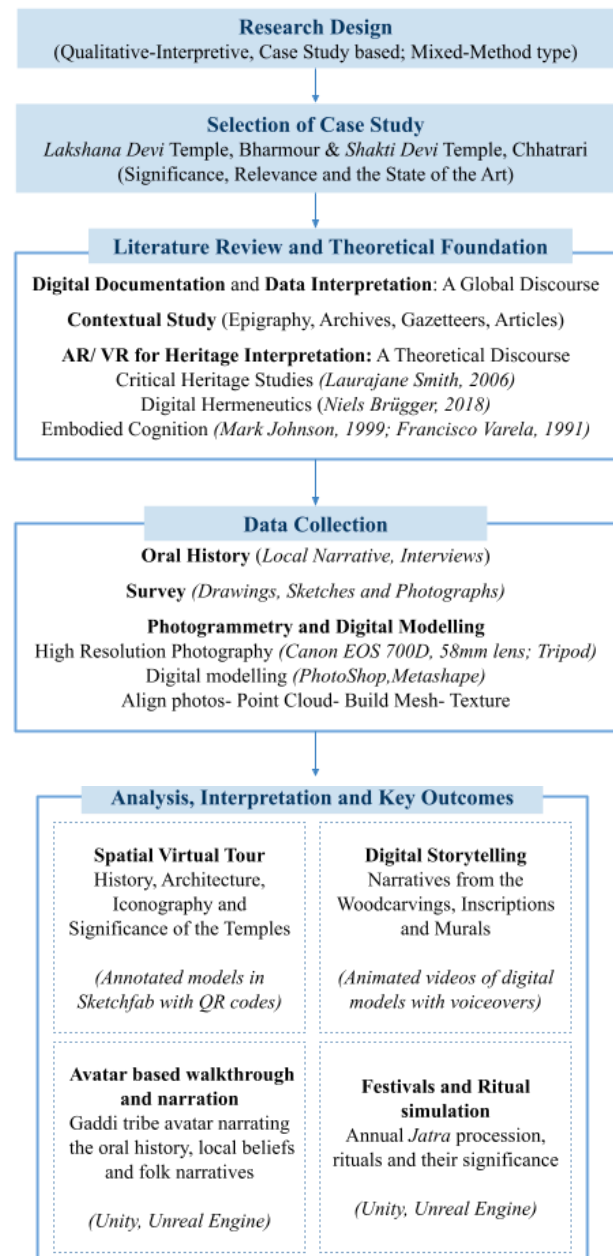 Research Design
(Qualitative-Interpretive, Case Study based; Mixed-Method type)
Selection of Case Study
Lakshana Devi Temple, Bharmour & Shakti Devi Temple, Chhatrari
(Significance, Relevance and the State of the Art)
Literature Review and Theoretical Foundation
Digital Documentation and Data Interpretation: A Global Discourse
Contextual Study (Epigraphy, Archives, Gazetteers, Articles)
AR/ VR for Heritage Interpretation: A Theoretical Discourse
Critical Heritage Studies (Laurajane Smith, 2006)
Digital Hermeneutics (Niels Brügger, 2018)
Embodied Cognition (Mark Johnson, 1999; Francisco Varela, 1991)
Data Collection
Oral History (Local Narrative, Interviews)
Survey (Drawings, Sketches and Photographs)
Photogrammetry and Digital Modelling
High Resolution Photography (Canon EOS 700D, 58mm lens; Tripod)
Digital modelling (PhotoShop,Metashape)
Align photos- Point Cloud- Build Mesh- Texture
Analysis, Interpretation and Key Outcomes
Spatial Virtual Tour
History, Architecture,
Iconography and
Significance of the Temples
(Annotated models in
Sketchfab with QR codes)
Digital Storytelling
Narratives from the
Woodcarvings, Inscriptions
and Murals
(Animated videos of digital
models with voiceovers)
Avatar based walkthrough
and narration
Gaddi tribe avatar narrating
the oral history, local beliefs
and folk narratives
(Unity, Unreal Engine)
Festivals and Ritual
simulation
Annual Jatra procession,
rituals and their significance
(Unity, Unreal Engine)